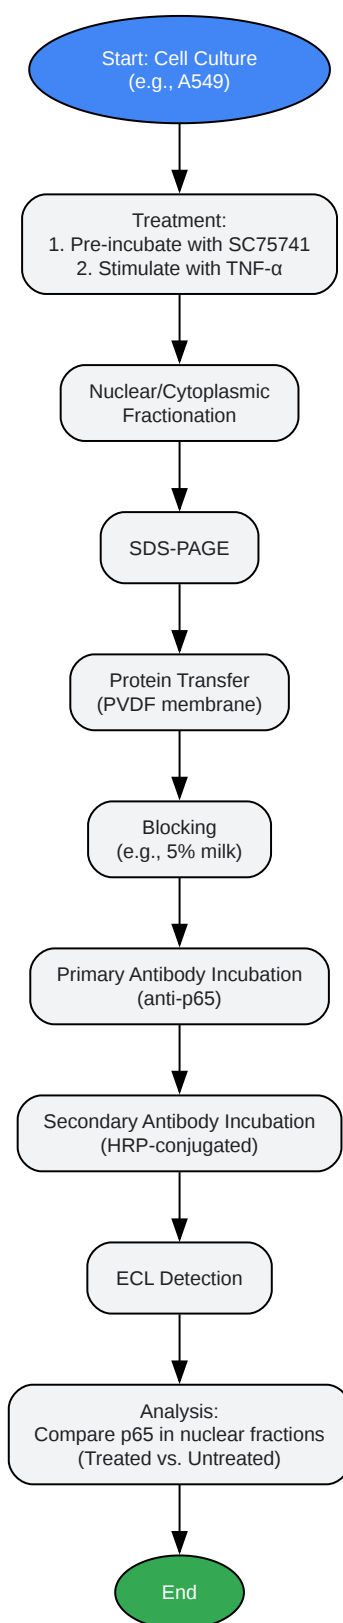 Start: Cell Culture
(e.g., A549)
Treatment:
1. Pre-incubate with SC75741
2. Stimulate with TNF-α
Nuclear/Cytoplasmic
Fractionation
SDS-PAGE
Protein Transfer
(PVDF membrane)
Blocking
(e.g., 5% milk)
Primary Antibody Incubation
(anti-p65)
Secondary Antibody Incubation
(HRP-conjugated)
ECL Detection
Analysis:
Compare p65 in nuclear fractions
(Treated vs. Untreated)
End